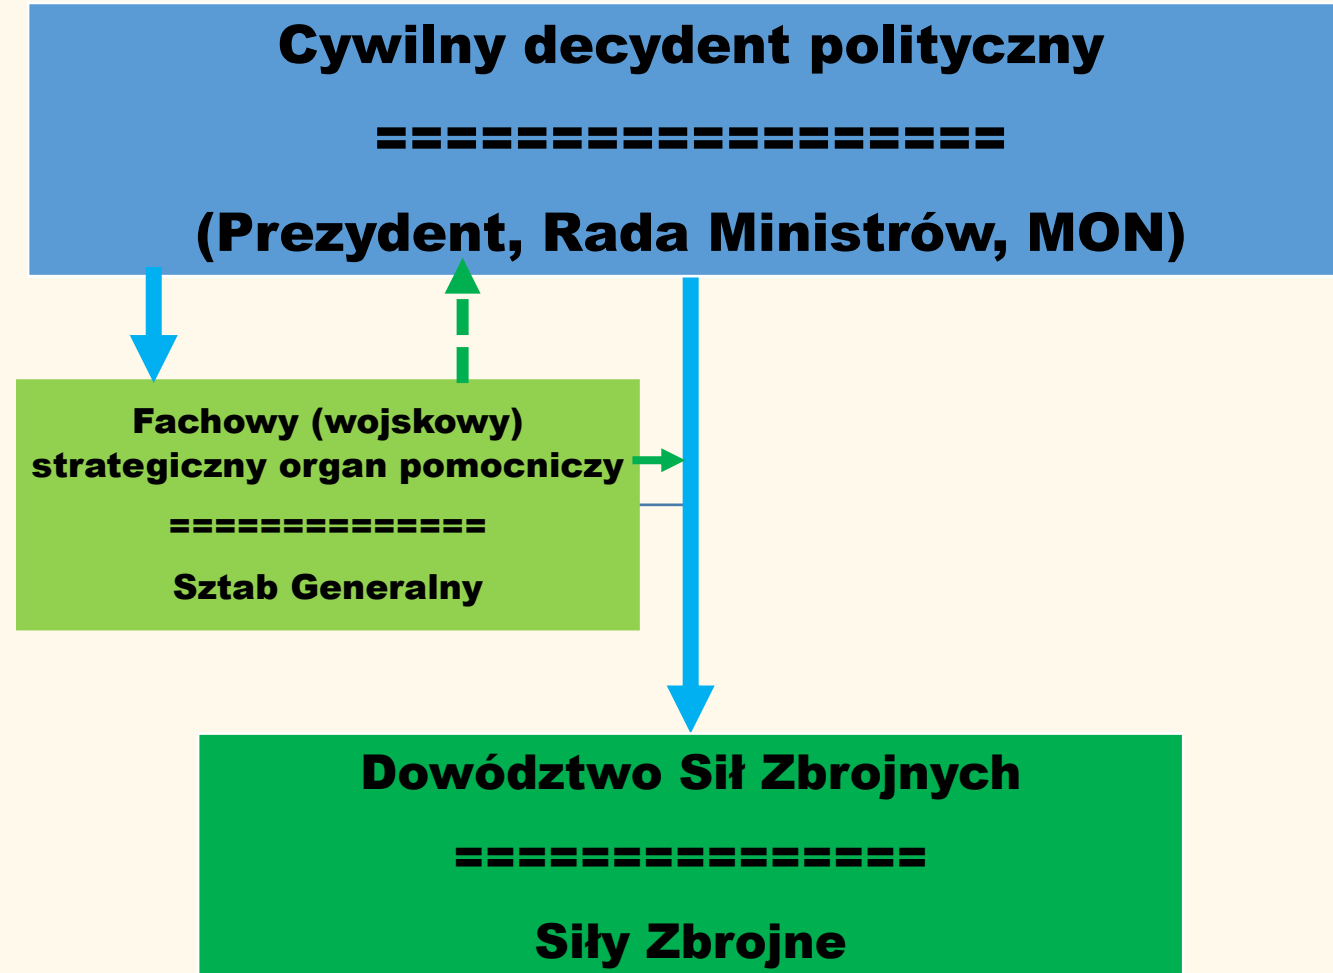 Cywilny decydent polityczny
==================
(Prezydent, Rada Ministrów, MON)
Fachowy (wojskowy)
strategiczny organ pomocniczy
==============
Sztab Generalny
Dowództwo Sił Zbrojnych
===============
Siły Zbrojne